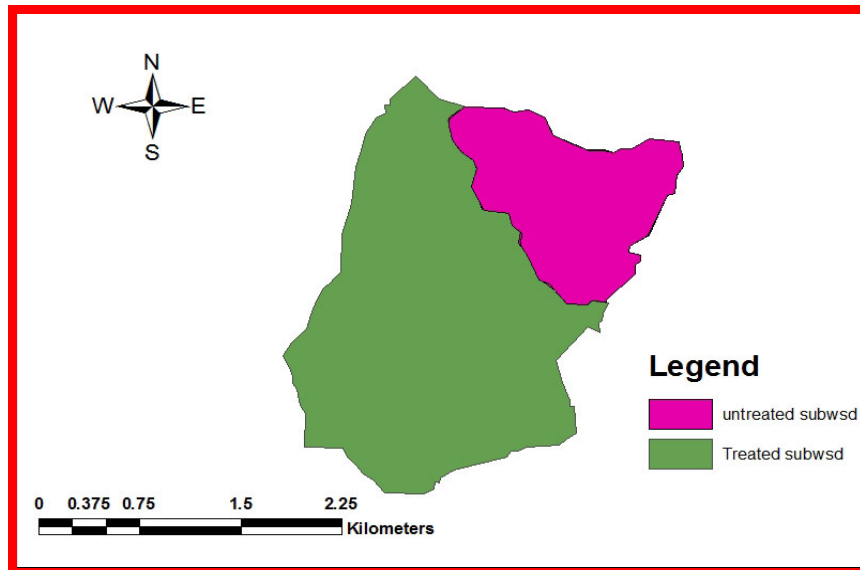 N
W E
S
Legend
untreated subwsd
Treated subwsd
0 0.375 0.75 1.5 2.25
Kilometers